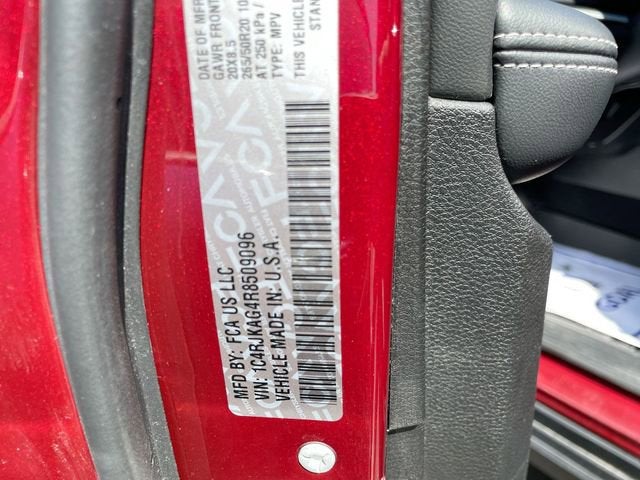 MFD BY: FCA US LLC
DATE OF MFR
GAWR FRONT
20X8.5
265/50R20 10
AT 250 kPa /
VIN: 1C4RJKAG4R8509096
TYPE: MPV
VEHICLE MADE IN: U.S.A.
THIS VEHICLE
STAN